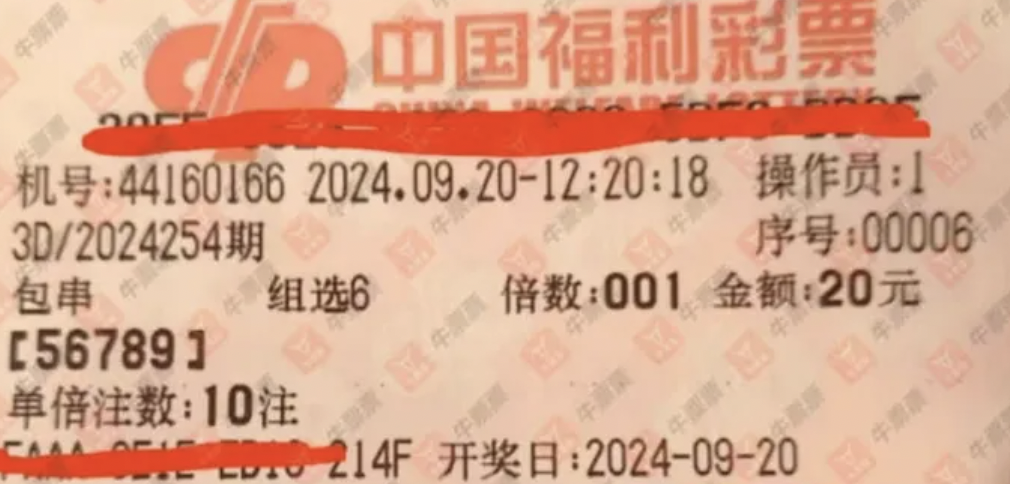 中国福利彩票
机号:44160166 2024.09.20-12:20:18 操作员:1
3D/2024254期 序号:00006
包串 组选6 倍数:001 金额:20元
[56789]
单倍注数:10注
214F 开奖日:2024-09-20
牛票票